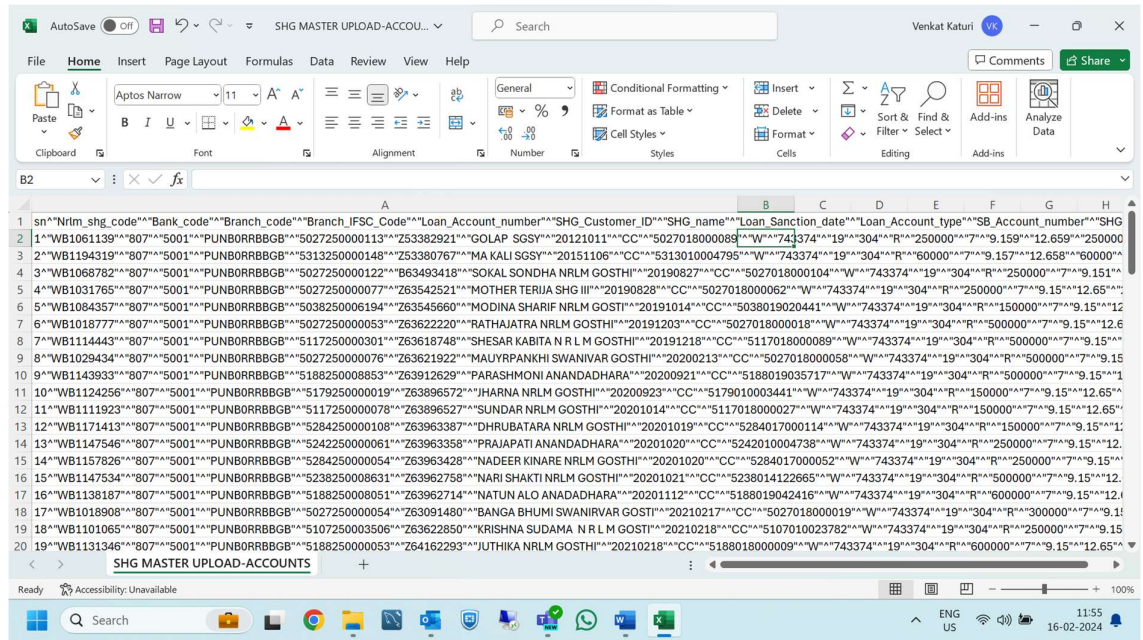 AutoSave Off SHG MASTER UPLOAD-ACCOU... Search Venkat Katuri VK
File Home Insert Page Layout Formulas Data Review View Help Comments Share
Paste Aptos Narrow 11 General Conditional Formatting Insert Sort & Filter Find & Select Add-ins Analyze Data
B I U % Format as Table Delete
Cell Styles Format
Clipboard Font Alignment Number Styles Cells Editing Add-ins
B2 fx
A B C D E F G H
1 sn^"Nrlm_shg_code"^"Bank_code"^"Branch_code"^"Branch_IFSC_Code"^"Loan_Account_number"^"SHG_Customer_ID"^"SHG_name"^"Loan_Sanction_date"^"Loan_Account_type"^"SB_Account_number"^"SHG
2 1^"WB1061139"^"807"^"5001"^"PUNB0RRBBGB"^"5027250000113"^"Z53382921"^"GOLAP SGSY"^"20121011"^"CC"^"5027018000089"^"W"^"743374"^"19"^"304"^"R"^"250000"^"7"^"9.159"^"12.659"^"250000
3 2^"WB1194319"^"807"^"5001"^"PUNB0RRBBGB"^"5313250000148"^"Z53380767"^"MA KALI SGSY"^"20151106"^"CC"^"5313010004795"^"W"^"743374"^"19"^"304"^"R"^"60000"^"7"^"9.157"^"12.658"^"60000"^
4 3^"WB1068782"^"807"^"5001"^"PUNB0RRBBGB"^"5027250000122"^"B63493418"^"SOKAL SONDHA NRLM GOSTHI"^"20190827"^"CC"^"5027018000104"^"W"^"743374"^"19"^"304"^"R"^"250000"^"7"^"9.151"^
5 4^"WB1031765"^"807"^"5001"^"PUNB0RRBBGB"^"5027250000077"^"Z63542521"^"MOTHER TERIJA SHG III"^"20190828"^"CC"^"5027018000062"^"W"^"743374"^"19"^"304"^"R"^"250000"^"7"^"9.15"^"12.65"^"
6 5^"WB1084357"^"807"^"5001"^"PUNB0RRBBGB"^"5038250006194"^"Z63545660"^"MODINA SHARIF NRLM GOSTI"^"20191014"^"CC"^"5038019020441"^"W"^"743374"^"19"^"304"^"R"^"150000"^"7"^"9.15"^"12
7 6^"WB1018777"^"807"^"5001"^"PUNB0RRBBGB"^"5027250000053"^"Z63622220"^"RATHAJATRA NRLM GOSTHI"^"20191203"^"CC"^"5027018000018"^"W"^"743374"^"19"^"304"^"R"^"500000"^"7"^"9.15"^"12.6
8 7^"WB1114443"^"807"^"5001"^"PUNB0RRBBGB"^"5117250000301"^"Z63618748"^"SHESAR KABITA N R L M GOSTHI"^"20191218"^"CC"^"5117018000089"^"W"^"743374"^"19"^"304"^"R"^"500000"^"7"^"9.15"^"
9 8^"WB1029434"^"807"^"5001"^"PUNB0RRBBGB"^"5027250000076"^"Z63621922"^"MAUYRPANKHI SWANIVAR GOSTHI"^"20200213"^"CC"^"5027018000058"^"W"^"743374"^"19"^"304"^"R"^"500000"^"7"^"9.15
10 9^"WB1143933"^"807"^"5001"^"PUNB0RRBBGB"^"5188250008853"^"Z63912629"^"PARASHMONI ANANDADHARA"^"20200921"^"CC"^"5188019035717"^"W"^"743374"^"19"^"304"^"R"^"250000"^"7"^"9.15"^"1
11 10^"WB1124256"^"807"^"5001"^"PUNB0RRBBGB"^"5179250000019"^"Z63896572"^"JHARNA NRLM GOSTHI"^"20200923"^"CC"^"5179010003441"^"W"^"743374"^"19"^"304"^"R"^"150000"^"7"^"9.15"^"12.65"^
12 11^"WB1111923"^"807"^"5001"^"PUNB0RRBBGB"^"5117250000078"^"Z63896527"^"SUNDAR NRLM GOSTHI"^"20201014"^"CC"^"5117018000027"^"W"^"743374"^"19"^"304"^"R"^"150000"^"7"^"9.15"^"12.65"^
13 12^"WB1171413"^"807"^"5001"^"PUNB0RRBBGB"^"5284250000108"^"Z63963387"^"DHRUBATARA NRLM GOSTHI"^"20201019"^"CC"^"5284017000114"^"W"^"743374"^"19"^"304"^"R"^"500000"^"7"^"9.15"^"12
14 13^"WB1147546"^"807"^"5001"^"PUNB0RRBBGB"^"5242250000061"^"Z63963358"^"PRAJAPATI ANANDADHARA"^"20201020"^"CC"^"5242010004738"^"W"^"743374"^"19"^"304"^"R"^"250000"^"7"^"9.15"^"12.
15 14^"WB1157826"^"807"^"5001"^"PUNB0RRBBGB"^"5284250000054"^"Z63963428"^"NADEER KINARE NRLM GOSTHI"^"20201020"^"CC"^"5284017000052"^"W"^"743374"^"19"^"304"^"R"^"250000"^"7"^"9.15"^
16 15^"WB1147534"^"807"^"5001"^"PUNB0RRBBGB"^"5238250008631"^"Z63962758"^"NARI SHAKTI NRLM GOSTHI"^"20201021"^"CC"^"5238014122665"^"W"^"743374"^"19"^"304"^"R"^"500000"^"7"^"9.15"^"12.
17 16^"WB1138187"^"807"^"5001"^"PUNB0RRBBGB"^"5188250008051"^"Z63962714"^"NATUN ALO ANADADHARA"^"20201112"^"CC"^"5188019042416"^"W"^"743374"^"19"^"304"^"R"^"600000"^"7"^"9.15"^"12.
18 17^"WB1018908"^"807"^"5001"^"PUNB0RRBBGB"^"5027250000054"^"Z63091480"^"BANGA BHUMI SWANIRVAR GOSTHI"^"20210217"^"CC"^"5027018000019"^"W"^"743374"^"19"^"304"^"R"^"300000"^"7"^"9.1
19 18^"WB1101065"^"807"^"5001"^"PUNB0RRBBGB"^"5107250003506"^"Z63622850"^"KRISHNA SUDAMA N R L M GOSTI"^"20210218"^"CC"^"5107010023782"^"W"^"743374"^"19"^"304"^"R"^"250000"^"7"^"9.15
20 19^"WB1131346"^"807"^"5001"^"PUNB0RRBBGB"^"5188250000053"^"Z64162293"^"JUTHIKA NRLM GOSTHI"^"20210218"^"CC"^"5188018000009"^"W"^"743374"^"19"^"304"^"R"^"600000"^"7"^"9.15"^"12.65"^
SHG MASTER UPLOAD-ACCOUNTS
Ready Accessibility: Unavailable 100%
Search ENG US 11:55 16-02-2024